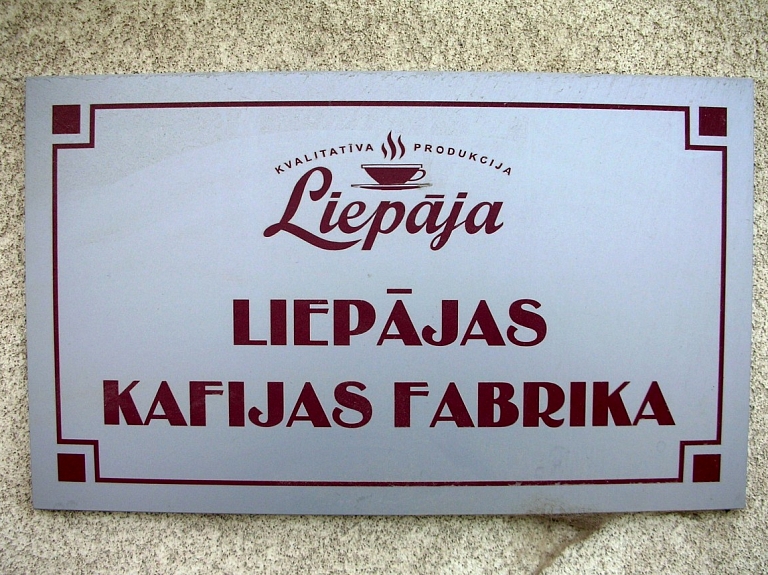 KVALITATĪVA PRODUKCIJA
Liepāja
LIEPĀJAS
KAFIJAS FABRIKA